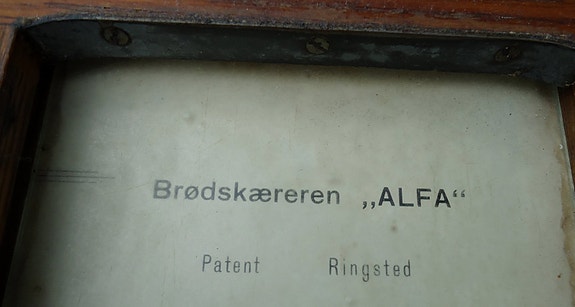 Brødskæreren „ALFA“
Patent Ringsted